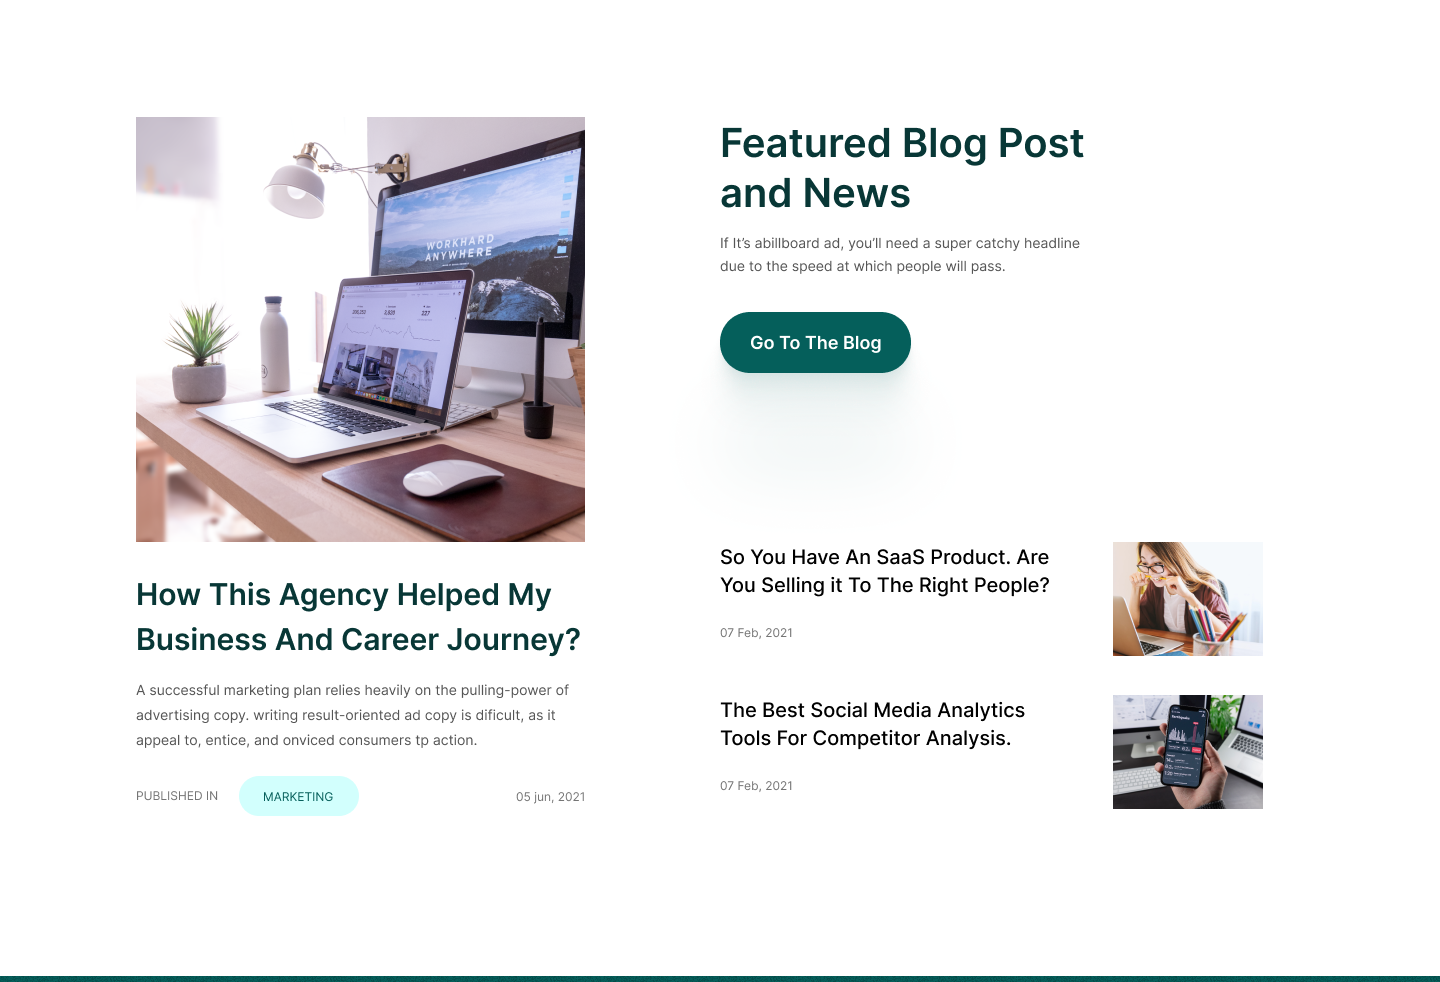 WORKHARD
ANYWHERE
How This Agency Helped My
Business And Career Journey?
A successful marketing plan relies heavily on the pulling-power of
advertising copy. writing result-oriented ad copy is dificult, as it
appeal to, entice, and onviced consumers tp action.
PUBLISHED IN
MARKETING
05 jun, 2021
Featured Blog Post
and News
If It’s abillboard ad, you’ll need a super catchy headline
due to the speed at which people will pass.
Go To The Blog
So You Have An SaaS Product. Are
You Selling it To The Right People?
07 Feb, 2021
The Best Social Media Analytics
Tools For Competitor Analysis.
07 Feb, 2021